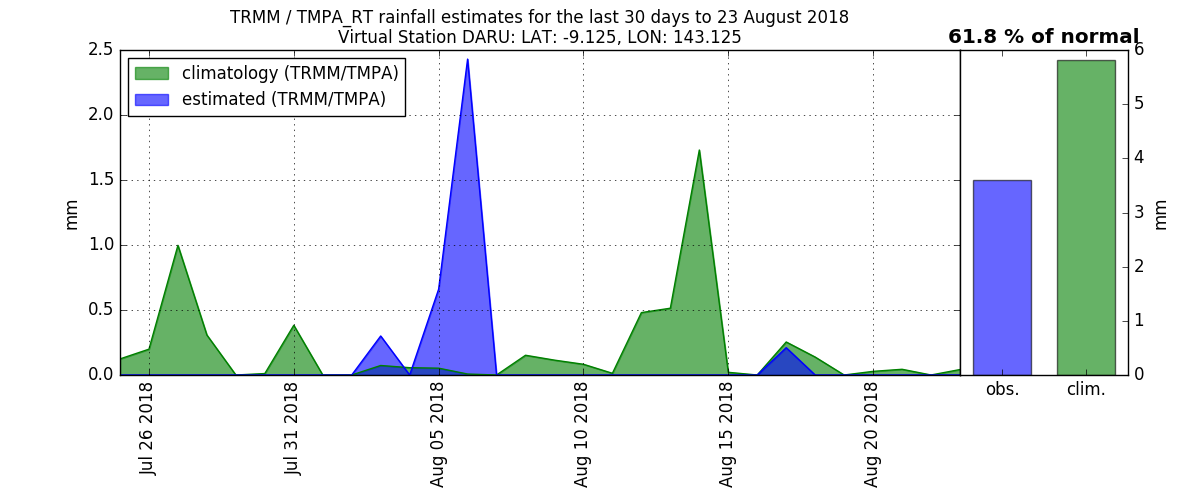 TRMM / TMPA_RT rainfall estimates for the last 30 days to 23 August 2018
Virtual Station DARU: LAT: -9.125, LON: 143.125
61.8 % of normal
climatology (TRMM/TMPA)
estimated (TRMM/TMPA)
mm
2.5
2.0
1.5
1.0
0.5
0.0
Jul 26 2018
Jul 31 2018
Aug 05 2018
Aug 10 2018
Aug 15 2018
Aug 20 2018
6
5
4
3
2
1
0
mm
obs.
clim.